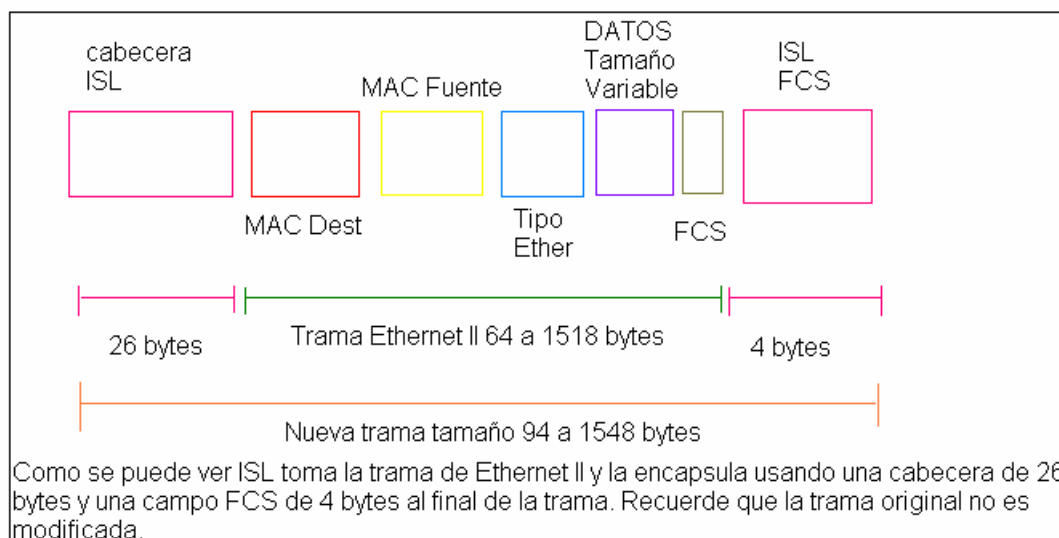 cabecera
ISL
MAC Fuente
DATOS
Tamaño
Variable
ISL
FCS
MAC Dest
Tipo
Ether
FCS
26 bytes
Trama Ethernet II 64 a 1518 bytes
4 bytes
Nueva trama tamaño 94 a 1548 bytes
Como se puede ver ISL toma la trama de Ethernet II y la encapsula usando una cabecera de 26
bytes y una campo FCS de 4 bytes al final de la trama. Recuerde que la trama original no es
modificada.